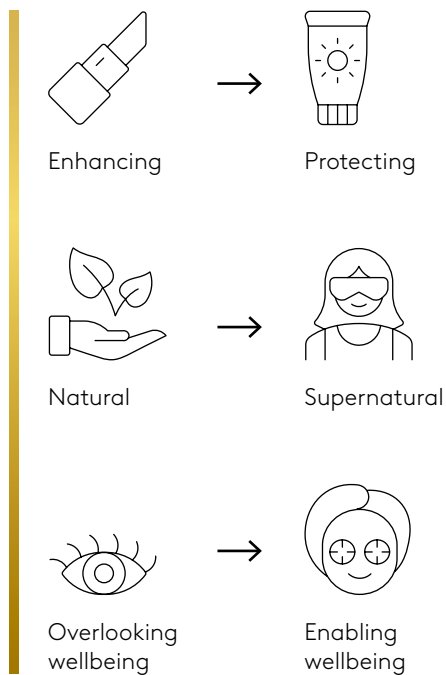 Enhancing
Protecting
Natural
Supernatural
Overlooking
wellbeing
Enabling
wellbeing